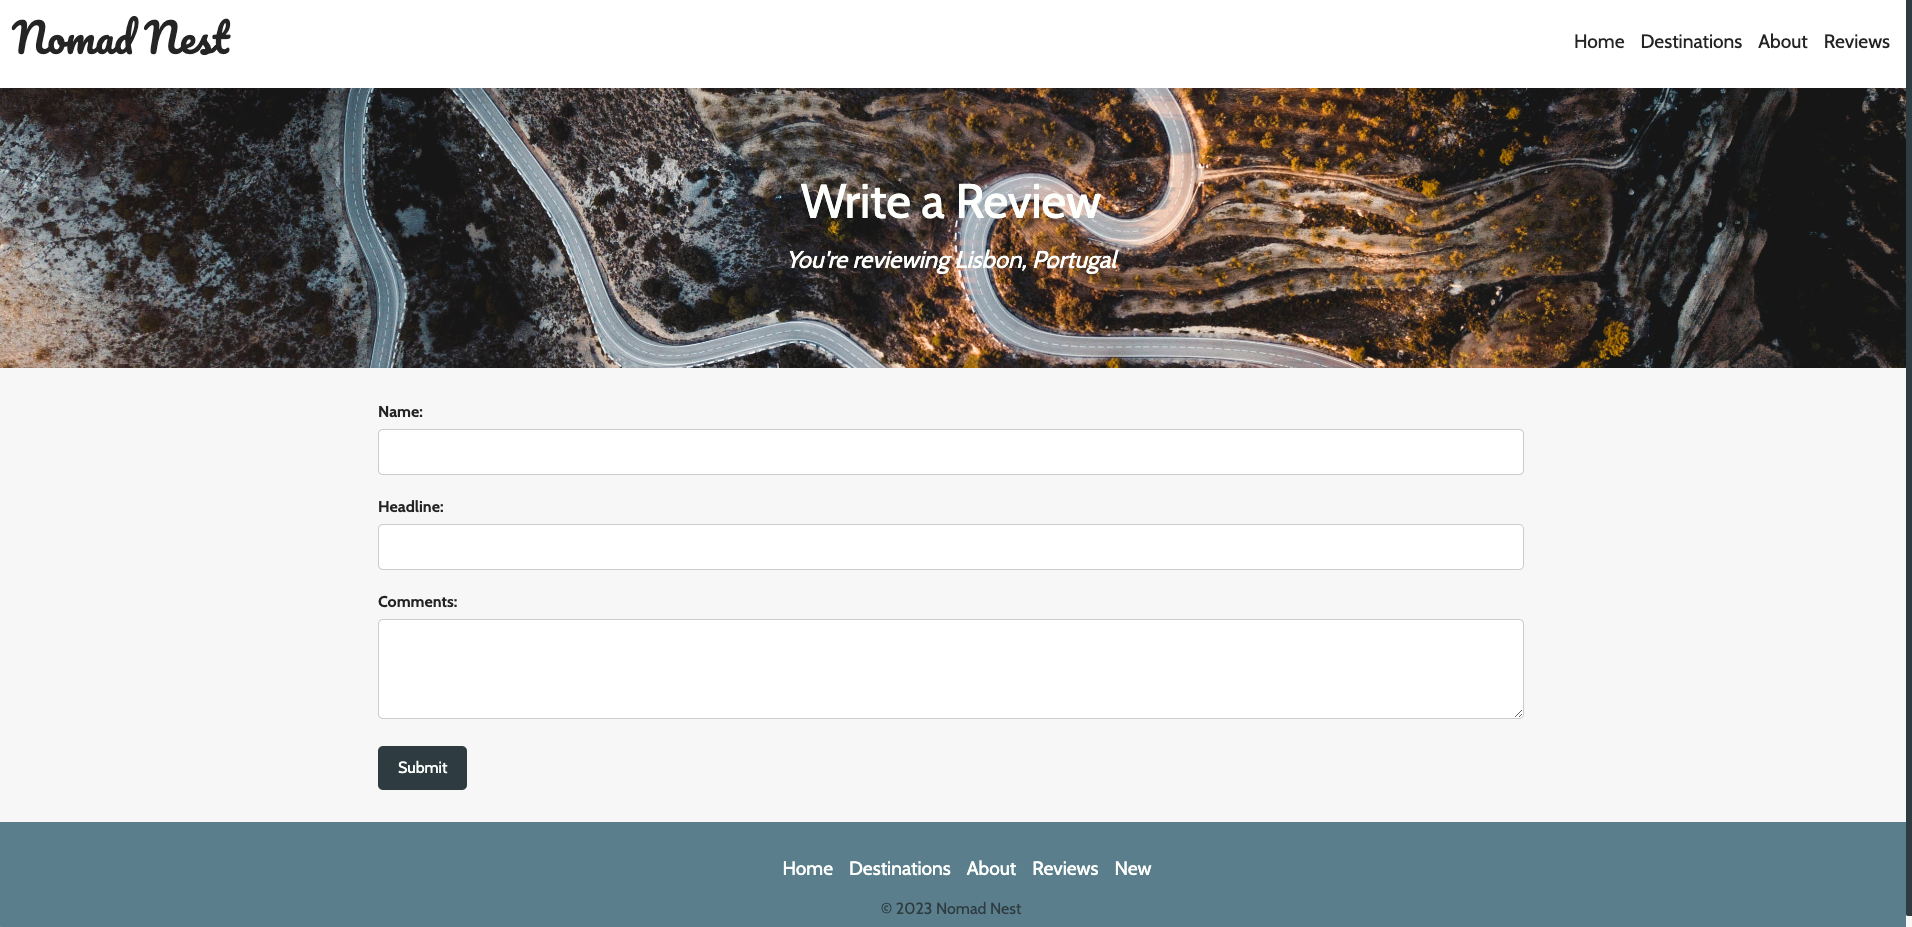 Nomad Nest
Home Destinations About Reviews
Write a Review
You're reviewing Lisbon, Portugal
Name:
Headline:
Comments:
Submit
Home Destinations About Reviews New
© 2023 Nomad Nest